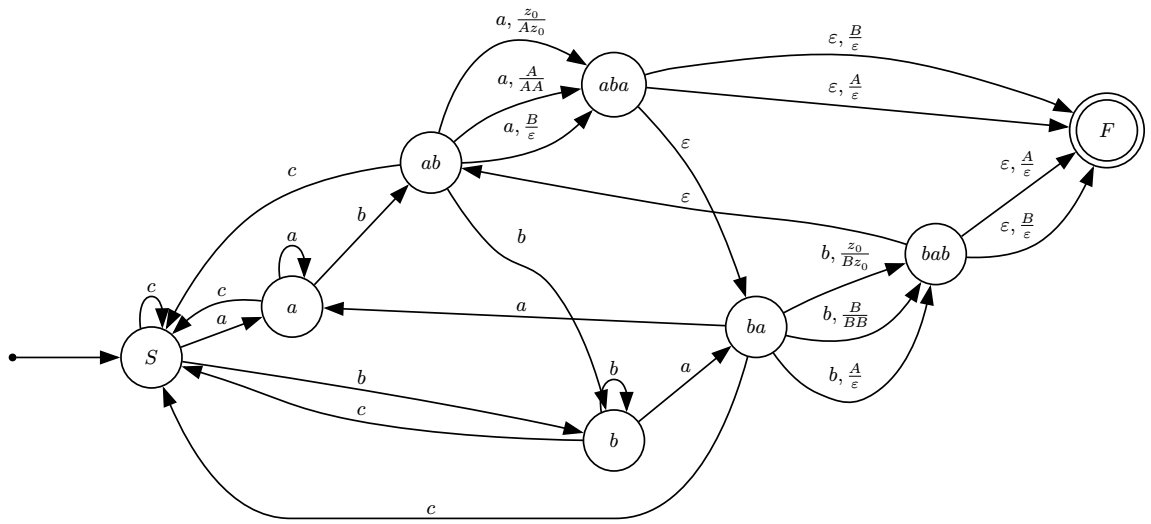 a, z₀/Az₀
a, A/AA
a, B/ε
aba
ε, B/ε
ε, A/ε
F
ab
c
b
ε
ε
b
a
c
c
a
a
a
b
S
b
c
b
b
a
ba
b, z₀/Bz₀
b, B/BB
b, A/ε
bab
ε, A/ε
ε, B/ε
c